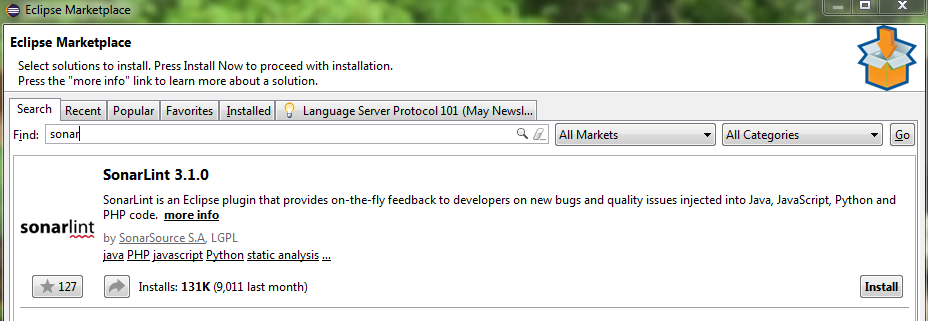 Eclipse Marketplace
Eclipse Marketplace
Select solutions to install. Press Install Now to proceed with installation.
Press the "more info" link to learn more about a solution.
Search Recent Popular Favorites Installed Language Server Protocol 101 (May Newsl...
Find: sonar All Markets All Categories Go
SonarLint 3.1.0
SonarLint is an Eclipse plugin that provides on-the-fly feedback to developers on new bugs and quality issues injected into Java, JavaScript, Python and
PHP code. more info
sonarlint
by SonarSource S.A, LGPL
java PHP javascript Python static analysis ...
127 Installs: 131K (9,011 last month) Install